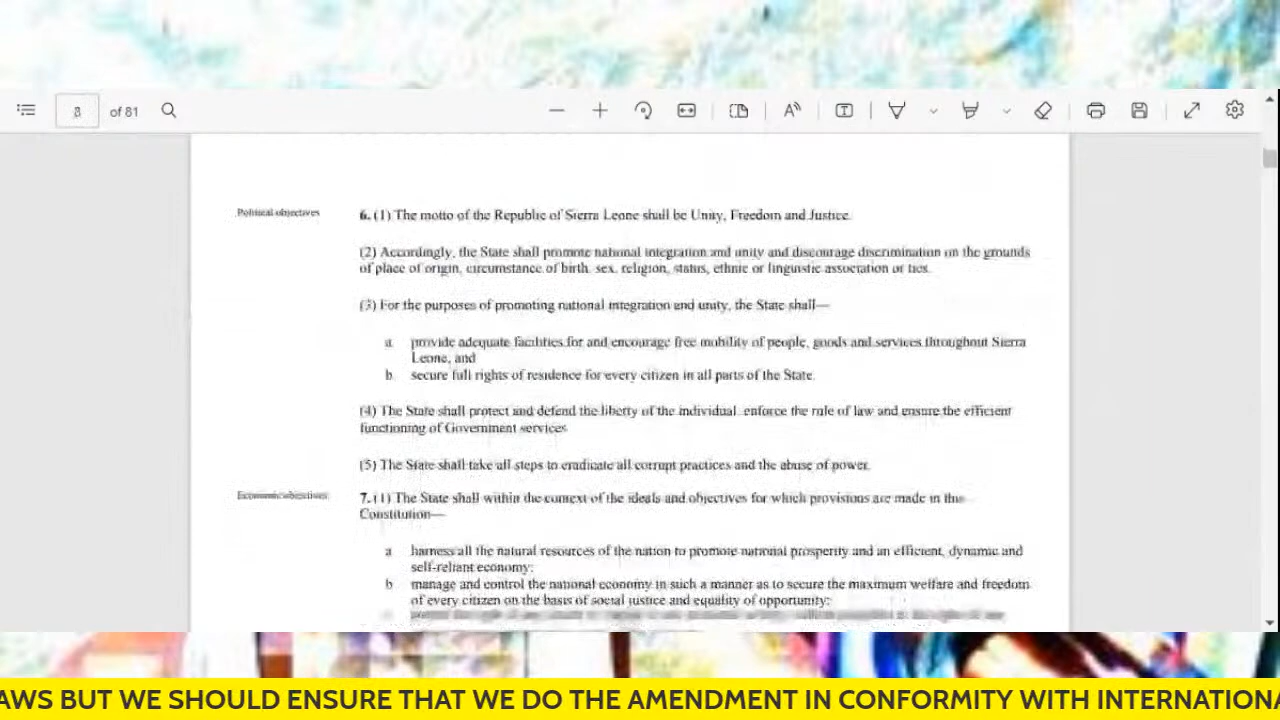 8 of 81
Political objectives
6. (1) The motto of the Republic of Sierra Leone shall be Unity, Freedom and Justice.
(2) Accordingly, the State shall promote national integration and unity and discourage discrimination on the grounds
of place of origin, circumstance of birth, sex, religion, status, ethnic or linguistic association or ties.
(3) For the purposes of promoting national integration and unity, the State shall—
a provide adequate facilities for and encourage free mobility of people, goods and services throughout Sierra
Leone, and
b. secure full rights of residence for every citizen in all parts of the State.
(4) The State shall protect and defend the liberty of the individual, enforce the rule of law and ensure the efficient
functioning of Government services.
(5) The State shall take all steps to eradicate all corrupt practices and the abuse of power.
Economic objectives
7. (1) The State shall within the context of the ideals and objectives for which provisions are made in this
Constitution—
a harness all the natural resources of the nation to promote national prosperity and an efficient, dynamic and
self-reliant economy;
b manage and control the national economy in such a manner as to secure the maximum welfare and freedom
of every citizen on the basis of social justice and equality of opportunity;
AWS BUT WE SHOULD ENSURE THAT WE DO THE AMENDMENT IN CONFORMITY WITH INTERNATIONA